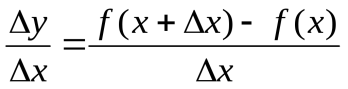 Δy/Δx = (f(x + Δx) − f(x))/Δx